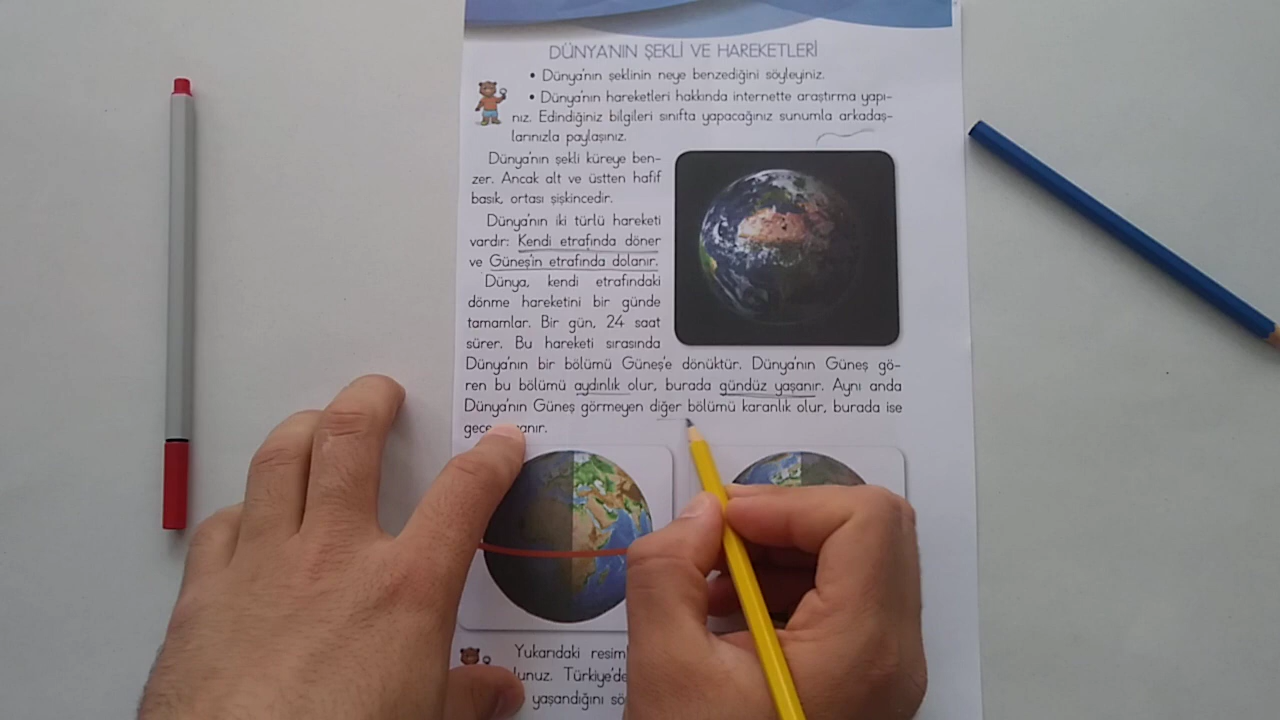 DÜNYA'NIN ŞEKLİ VE HAREKETLERİ
• Dünya'nın şeklinin neye benzediğini söyleyiniz.
• Dünya'nın hareketleri hakkında internette araştırma yapı-
nız. Edindiğiniz bilgileri sınıfta yapacağınız sunumla arkadaş-
larınızla paylaşınız.
Dünya'nın şekli küreye ben-
zer. Ancak alt ve üstten hafif
basık, ortası şişkincedir.
Dünya'nın iki türlü hareketi
vardır: Kendi etrafında döner
ve Güneş'in etrafında dolanır.
Dünya, kendi etrafındaki
dönme hareketini bir günde
tamamlar. Bir gün, 24 saat
sürer. Bu hareketi sırasında
Dünya'nın bir bölümü Güneş'e dönüktür. Dünya'nın Güneş gö-
ren bu bölümü aydınlık olur, burada gündüz yaşanır. Aynı anda
Dünya'nın Güneş görmeyen diğer bölümü karanlık olur, burada ise
gece
Yukarıdaki
Türkiye'de
yaşandığını